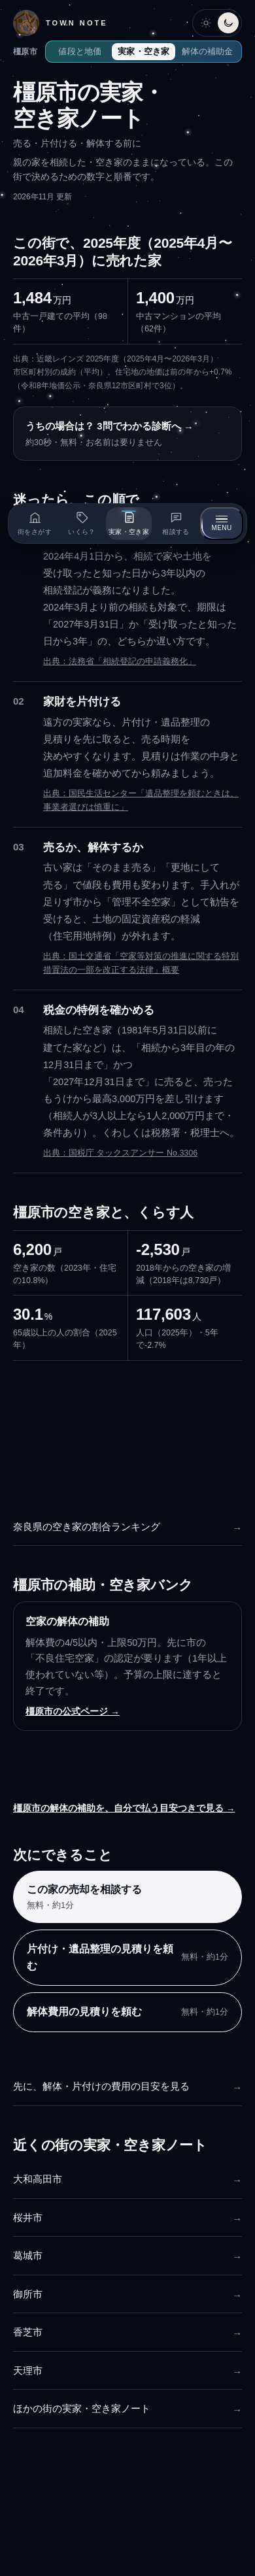 TOWN NOTE
橿原市
値段と地価
実家・空き家
解体の補助金
橿原市の実家・
空き家ノート
売る・片付ける・解体する前に
親の家を相続した・空き家のままになっている。この
街で決めるための数字と順番です。
2026年11月 更新
この街で、2025年度（2025年4月〜
2026年3月）に売れた家
1,484万円
中古一戸建ての平均（98
件）
1,400万円
中古マンションの平均
（62件）
出典：近畿レインズ 2025年度（2025年4月〜2026年3月）
市区町村別の成約（平均）。住宅地の地価は前の年から+0.7%
（令和8年地価公示・奈良県12市区町村で3位）。
うちの場合は？ 3問でわかる診断へ →
約30秒・無料・お名前は要りません
迷ったら、この順で
街をさがす
いくら？
実家・空き家
相談する
MENU
2024年4月1日から、相続で家や土地を
受け取ったと知った日から3年以内の
相続登記が義務になりました。
2024年3月より前の相続も対象で、期限は
「2027年3月31日」か「受け取ったと知った
日から3年」の、どちらか遅い方です。
出典：法務省「相続登記の申請義務化」
02
家財を片付ける
遠方の実家なら、片付け・遺品整理の
見積りを先に取ると、売る時期を
決めやすくなります。見積りは作業の中身と
追加料金を確かめてから頼みましょう。
出典：国民生活センター「遺品整理を頼むときは、
事業者選びは慎重に」
03
売るか、解体するか
古い家は「そのまま売る」「更地にして
売る」で値段も費用も変わります。手入れが
足りず市から「管理不全空家」として勧告を
受けると、土地の固定資産税の軽減
（住宅用地特例）が外れます。
出典：国土交通省「空家等対策の推進に関する特別
措置法の一部を改正する法律」概要
04
税金の特例を確かめる
相続した空き家（1981年5月31日以前に
建てた家など）は、「相続から3年目の年の
12月31日まで」かつ
「2027年12月31日まで」に売ると、売った
もうけから最高3,000万円を差し引けます
（相続人が3人以上なら1人2,000万円まで・
条件あり）。くわしくは税務署・税理士へ。
出典：国税庁 タックスアンサー No.3306
橿原市の空き家と、くらす人
6,200戸
空き家の数（2023年・住宅
の10.8%）
-2,530戸
2018年からの空き家の増
減（2018年は8,730戸）
30.1%
65歳以上の人の割合（2025
年）
117,603人
人口（2025年）・5年
で-2.7%
奈良県の空き家の割合ランキング
→
橿原市の補助・空き家バンク
空家の解体の補助
解体費の4/5以内・上限50万円。先に市の
「不良住宅空家」の認定が要ります（1年以上
使われていない等）。予算の上限に達すると
終了です。
橿原市の公式ページ →
橿原市の解体の補助を、自分で払う目安つきで見る →
次にできること
この家の売却を相談する
無料・約1分
片付け・遺品整理の見積りを頼
む
無料・約1分
解体費用の見積りを頼む
無料・約1分
先に、解体・片付けの費用の目安を見る
→
近くの街の実家・空き家ノート
大和高田市
→
桜井市
→
葛城市
→
御所市
→
香芝市
→
天理市
→
ほかの街の実家・空き家ノート
→